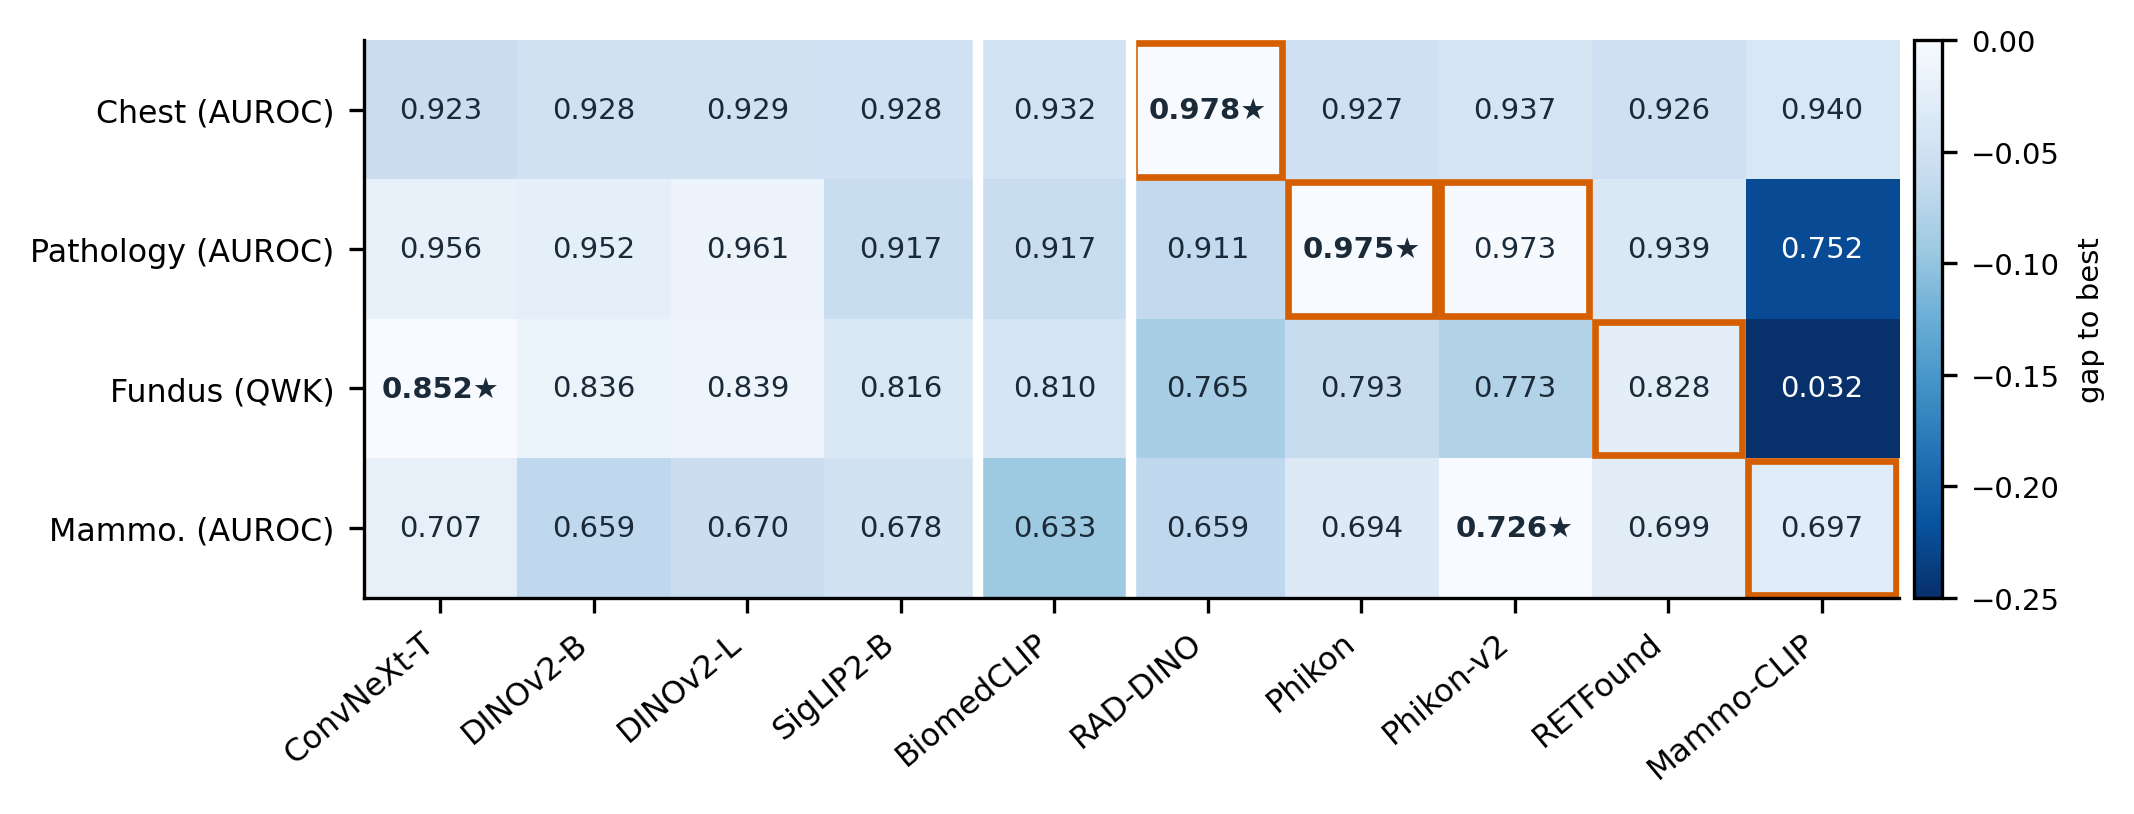 Chest (AUROC) 0.923 0.928 0.929 0.928 0.932 0.978★ 0.927 0.937 0.926 0.940
Pathology (AUROC) 0.956 0.952 0.961 0.917 0.917 0.911 0.975★ 0.973 0.939 0.752
Fundus (QWK) 0.852★ 0.836 0.839 0.816 0.810 0.765 0.793 0.773 0.828 0.032
Mammo. (AUROC) 0.707 0.659 0.670 0.678 0.633 0.659 0.694 0.726★ 0.699 0.697
ConvNeXt-T
DINOv2-B
DINOv2-L
SigLIP2-B
BiomedCLIP
RAD-DINO
Phikon
Phikon-v2
RETFound
Mammo-CLIP
0.00
−0.05
−0.10
−0.15
−0.20
−0.25
gap to best